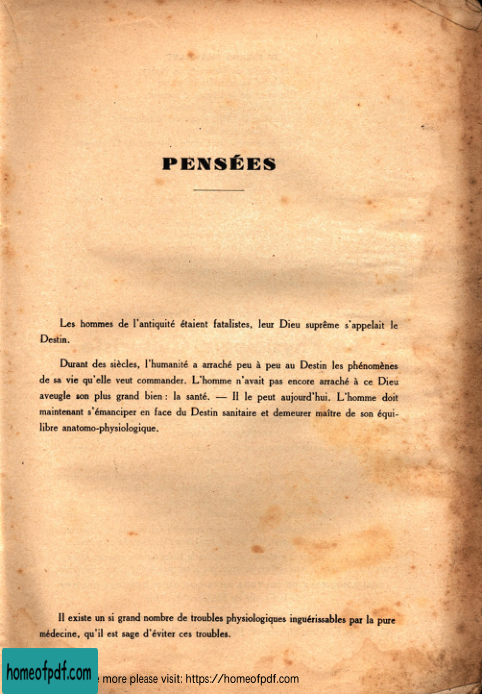 PENSÉES
Les hommes de l'antiquité étaient fatalistes, leur Dieu suprême s'appelait le
Destin.
Durant des siècles, l'humanité a arraché peu à peu au Destin les phénomènes
de sa vie qu'elle veut commander. L'homme n'avait pas encore arraché à ce Dieu
aveugle son plus grand bien : la santé. — Il le peut aujourd'hui. L'homme doit
maintenant s'émanciper en face du Destin sanitaire et demeurer maître de son équi-
libre anatomo-physiologique.
Il existe un si grand nombre de troubles physiologiques inguérissables par la pure
médecine, qu'il est sage d'éviter ces troubles.
homeofpdf.com
more please visit: https://homeofpdf.com